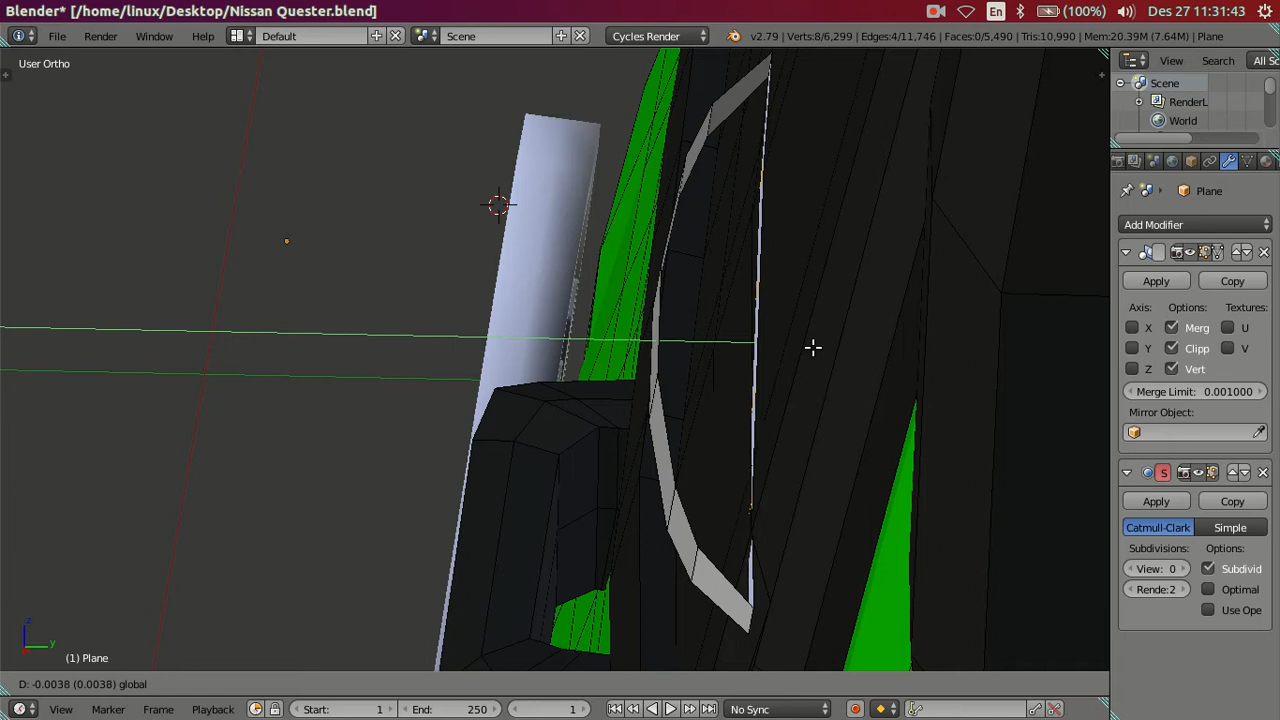 Blender* [/home/linux/Desktop/Nissan Quester.blend]
En
(100%)
Des 27 11:31:43
File
Render
Window
Help
Default
Scene
Cycles Render
v2.79 | Verts:8/6,299 | Edges:4/11,746 | Faces:0/5,490 | Tris:10,990 | Mem:20.39M (7.64M) | Plane
User Ortho
View
Search
All Sc
Scene
RenderL
World
Plane
Add Modifier
Apply
Copy
Axis:
Options:
Textures:
X
Merg
U
Y
Clipp
V
Z
Vert
Merge Limit: 0.001000
Mirror Object:
S
Apply
Copy
Catmull-Clark
Simple
Subdivisions:
Options:
View: 0
Subdivid
Rende:2
Optimal
Use Ope
z
y
(1) Plane
D: -0.0038 (0.0038) global
View
Marker
Frame
Playback
Start: 1
End: 250
1
No Sync